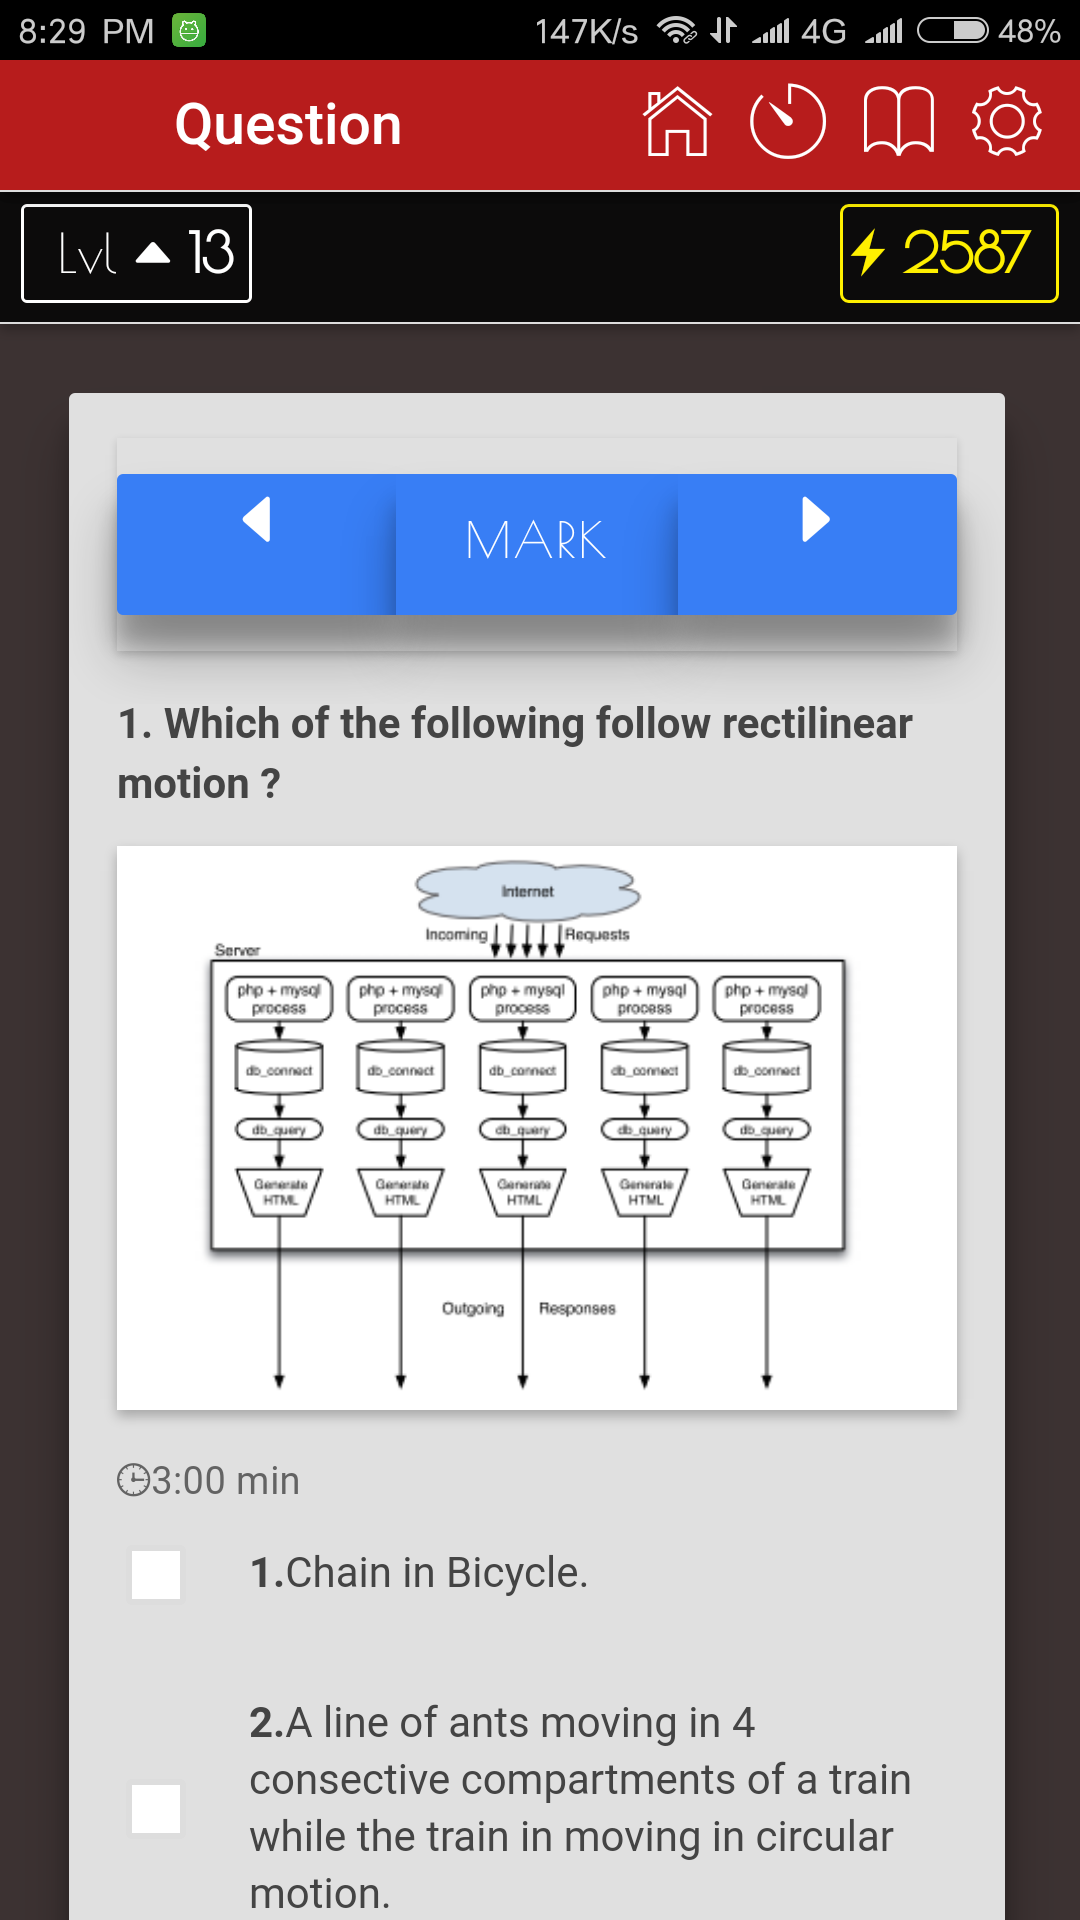 8:29 PM 147K/s 4G 48%
Question
Lvl 13 2587
MARK
1. Which of the following follow rectilinear
motion ?
Internet
Incoming Requests
Server
php + mysql process php + mysql process php + mysql process php + mysql process php + mysql process
db_connect db_connect db_connect db_connect db_connect
db_query db_query db_query db_query db_query
Generate HTML Generate HTML Generate HTML Generate HTML Generate HTML
Outgoing Responses
3:00 min
1.Chain in Bicycle.
2.A line of ants moving in 4
consective compartments of a train
while the train in moving in circular
motion.